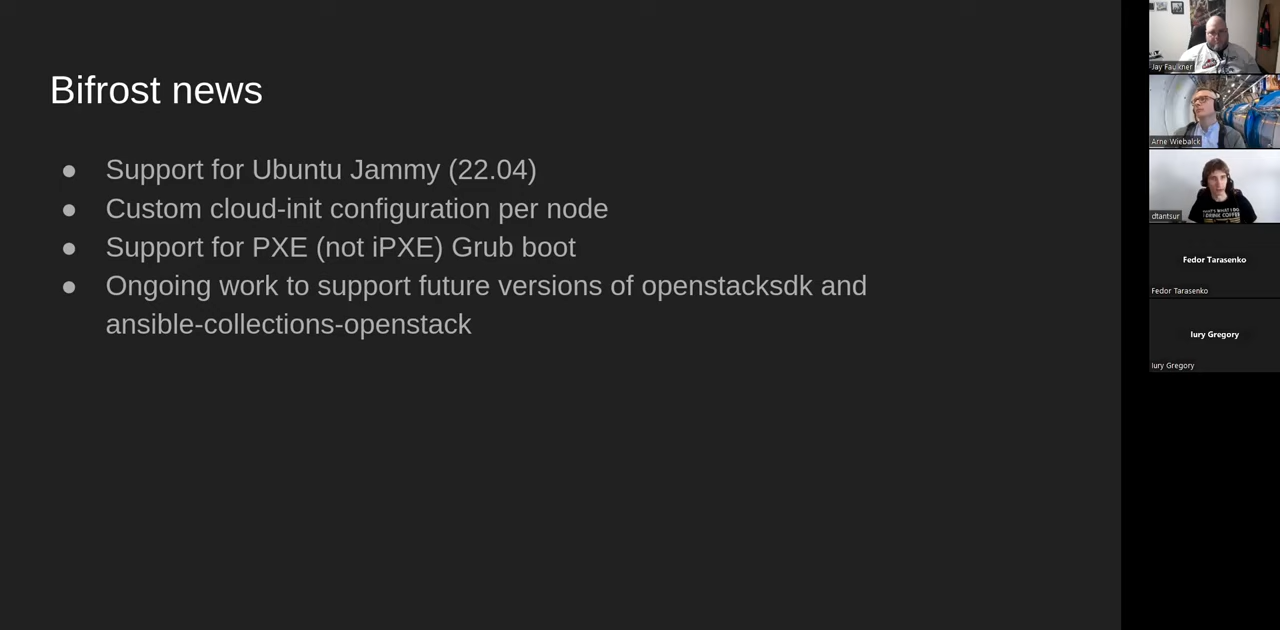 Bifrost news
● Support for Ubuntu Jammy (22.04)
● Custom cloud-init configuration per node
● Support for PXE (not iPXE) Grub boot
● Ongoing work to support future versions of openstacksdk and
ansible-collections-openstack
Jay Faulkner
Arne Wiebalck
dtantsur
Fedor Tarasenko
Fedor Tarasenko
Iury Gregory
Iury Gregory